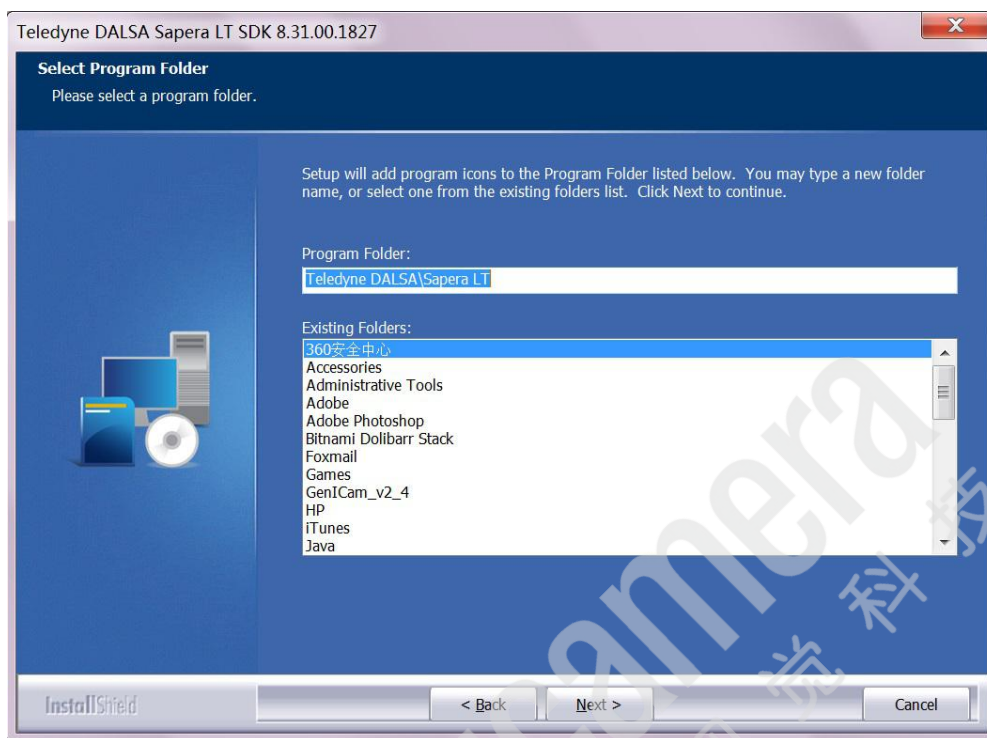 Teledyne DALSA Sapera LT SDK 8.31.00.1827
Select Program Folder
Please select a program folder.
Setup will add program icons to the Program Folder listed below. You may type a new folder
name, or select one from the existing folders list. Click Next to continue.
Program Folder:
Teledyne DALSA\Sapera LT
Existing Folders:
360安全中心
Accessories
Administrative Tools
Adobe
Adobe Photoshop
Bitnami Dolibarr Stack
Foxmail
Games
GenICam_v2_4
HP
iTunes
Java
InstallShield
< Back
Next >
Cancel
camera
觉科技